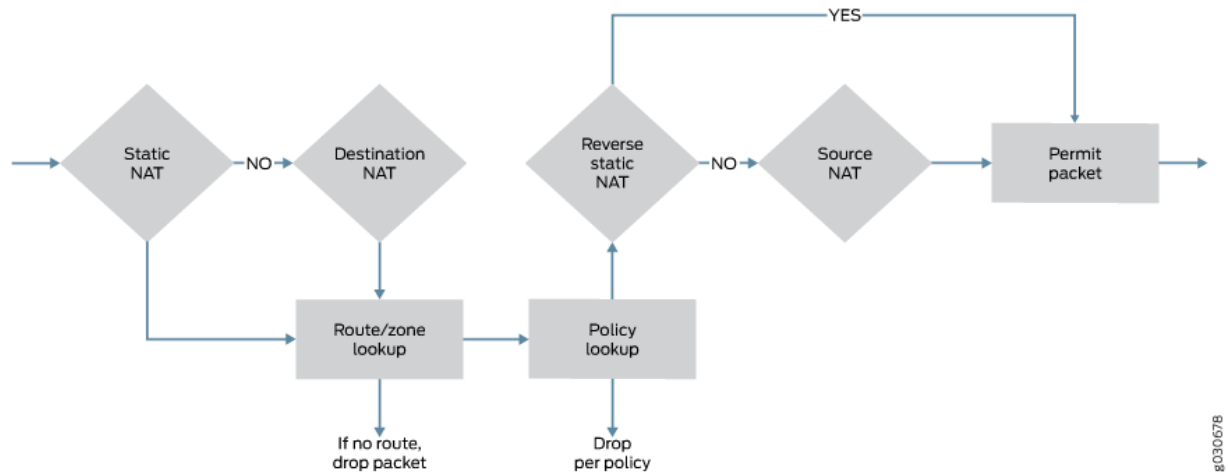 YES
Static
NAT
NO
Destination
NAT
Reverse
static
NAT
NO
Source
NAT
Permit
packet
Route/zone
lookup
Policy
lookup
If no route,
drop packet
Drop
per policy
g030678